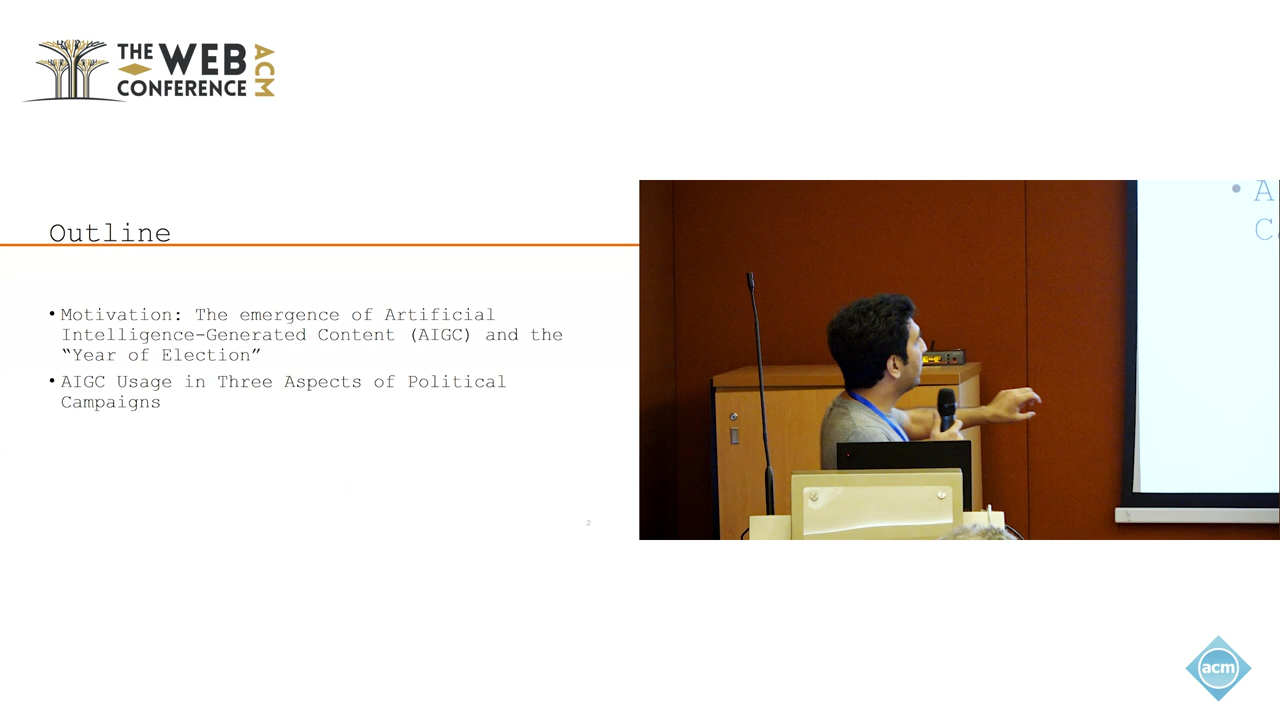 THE WEB
CONFERENCE
ACM
Outline
• Motivation: The emergence of Artificial
Intelligence-Generated Content (AIGC) and the
“Year of Election”
• AIGC Usage in Three Aspects of Political
Campaigns
2
• A
C
acm